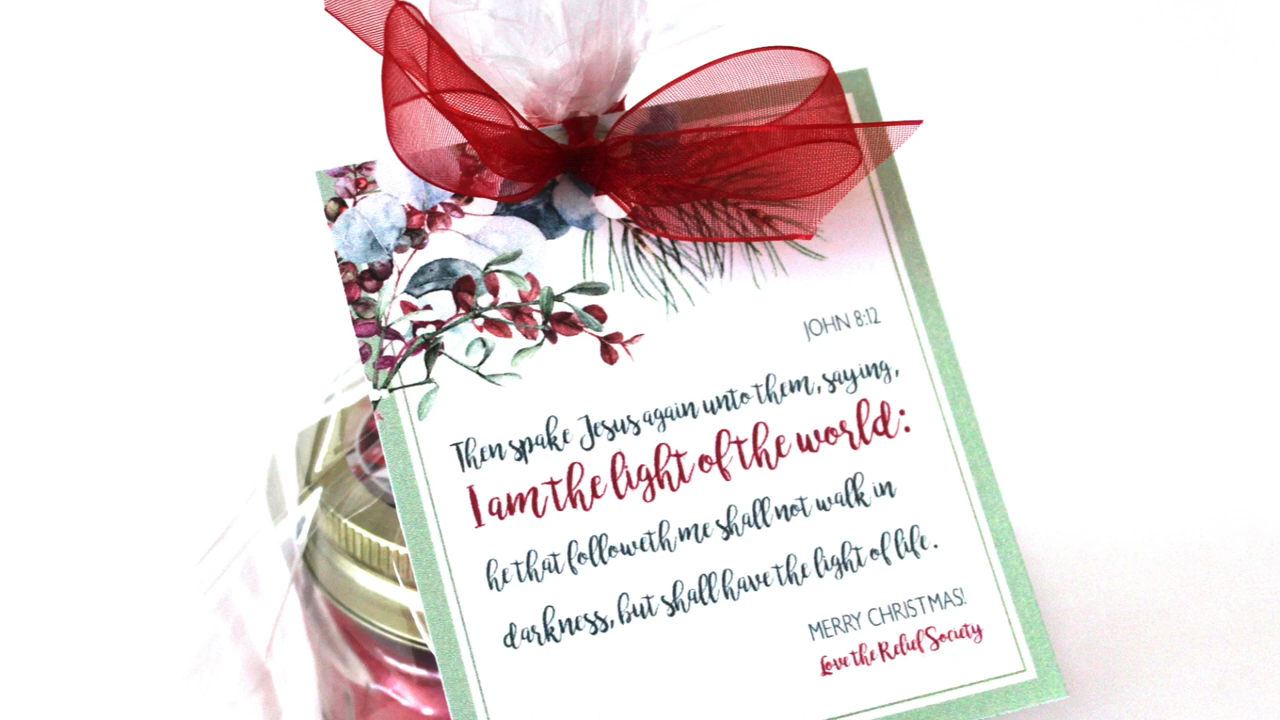 JOHN 8:12
Then spake Jesus again unto them, saying,
I am the light of the world:
he that followeth me shall not walk in
darkness, but shall have the light of life.
MERRY CHRISTMAS!
Love the Relief Society